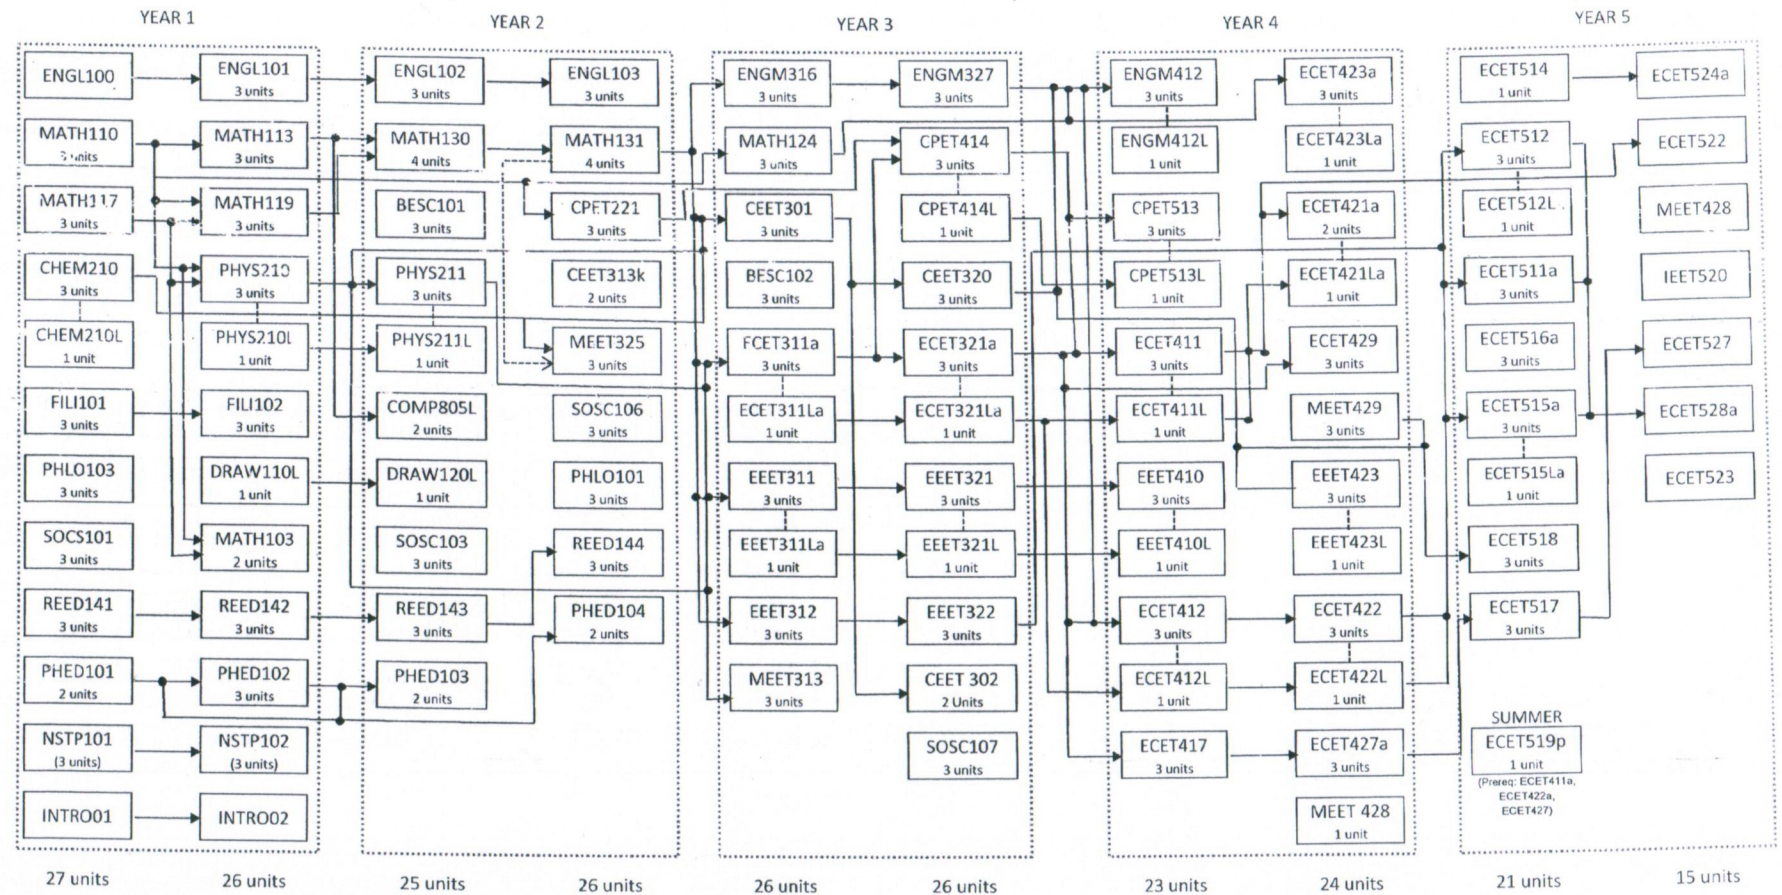 YEAR 1
YEAR 2
YEAR 3
YEAR 4
YEAR 5
ENGL100
MATH110
3 units
MATH117
3 units
CHEM210
3 units
CHEM210L
1 unit
FILI101
3 units
PHLO103
3 units
SOCS101
3 units
REED141
3 units
PHED101
2 units
NSTP101
(3 units)
INTRO01
27 units
ENGL101
3 units
MATH113
3 units
MATH119
3 units
PHYS210
3 units
PHYS210L
1 unit
FILI102
3 units
DRAW110L
1 unit
MATH103
2 units
REED142
3 units
PHED102
3 units
NSTP102
(3 units)
INTRO02
26 units
ENGL102
3 units
MATH130
4 units
BESC101
3 units
PHYS211
3 units
PHYS211L
1 unit
COMP805L
2 units
DRAW120L
1 unit
SOSC103
3 units
REED143
3 units
PHED103
2 units
25 units
ENGL103
3 units
MATH131
4 units
CPET221
3 units
CEET313k
2 units
MEET325
3 units
SOSC106
3 units
PHLO101
3 units
REED144
3 units
PHED104
2 units
26 units
ENGM316
3 units
MATH124
3 units
CEET301
3 units
BESC102
3 units
ECET311a
3 units
ECET311La
1 unit
EEET311
3 units
EEET311La
1 unit
EEET312
3 units
MEET313
3 units
26 units
ENGM327
3 units
CPET414
3 units
CPET414L
1 unit
CEET320
3 units
ECET321a
3 units
ECET321La
1 unit
EEET321
3 units
EEET321L
1 unit
EEET322
3 units
CEET 302
2 Units
SOSC107
3 units
26 units
ENGM412
3 units
ENGM412L
1 unit
CPET513
3 units
CPET513L
1 unit
ECET411
3 units
ECET411L
1 unit
EEET410
3 units
EEET410L
1 unit
ECET412
3 units
ECET412L
1 unit
ECET417
3 units
23 units
ECET423a
3 units
ECET423La
1 unit
ECET421a
2 units
ECET421La
1 unit
ECET429
3 units
MEET429
3 units
EEET423
3 units
EEET423L
1 unit
ECET422
3 units
ECET422L
1 unit
ECET427a
3 units
MEET 428
1 unit
24 units
ECET514
1 unit
ECET512
3 units
ECET512L
1 unit
ECET511a
3 units
ECET516a
3 units
ECET515a
3 units
ECET515La
1 unit
ECET518
3 units
ECET517
3 units
SUMMER
ECET519p
1 unit
(Prereq: ECET411a,
ECET422a,
ECET427)
21 units
ECET524a
ECET522
MEET428
IEET520
ECET527
ECET528a
ECET523
15 units